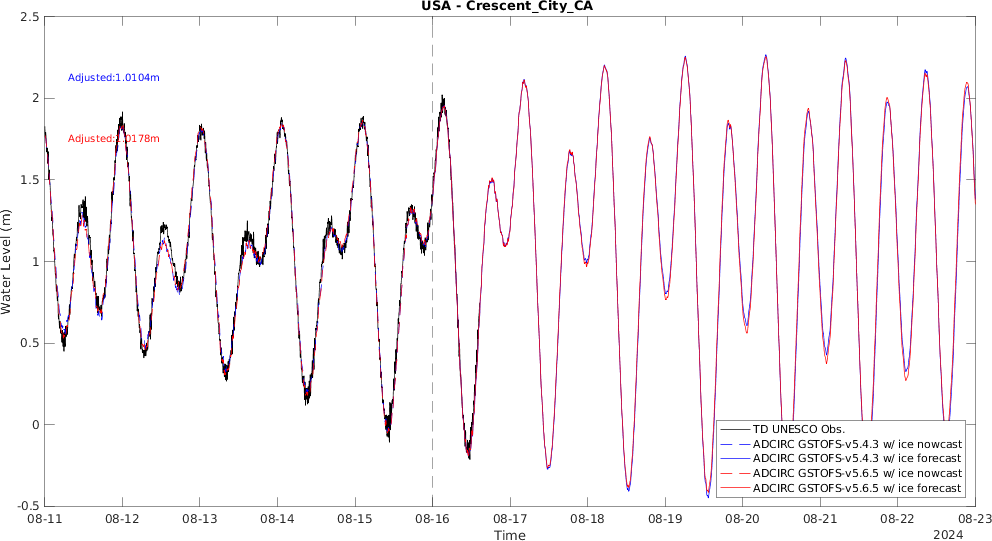 USA - Crescent_City_CA
2.5
2
1.5
1
0.5
0
-0.5
Water Level (m)
Adjusted:1.0104m
Adjusted:1.0178m
TD UNESCO Obs.
ADCIRC GSTOFS-v5.4.3 w/ ice nowcast
ADCIRC GSTOFS-v5.4.3 w/ ice forecast
ADCIRC GSTOFS-v5.6.5 w/ ice nowcast
ADCIRC GSTOFS-v5.6.5 w/ ice forecast
08-11 08-12 08-13 08-14 08-15 08-16 08-17 08-18 08-19 08-20 08-21 08-22 08-23
Time
2024